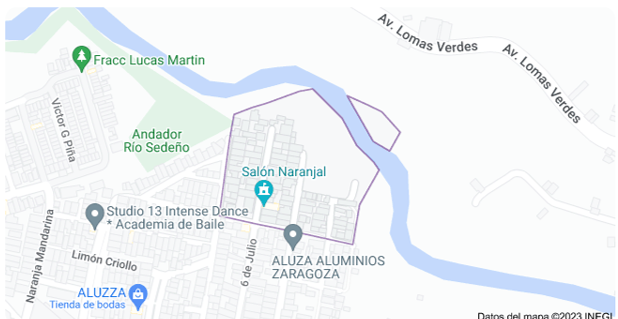 Av. Lomas Verdes
Av. Lomas Verdes
Fracc Lucas Martin
Victor G Piña
Andador
Río Sedeño
Salón Naranjal
Studio 13 Intense Dance
* Academia de Baile
Naranja Mandarina
Limón Criollo
6 de Julio
ALUZA ALUMINIOS
ZARAGOZA
ALUZZA
Tienda de bodas
Datos del mapa ©2023 INEGI